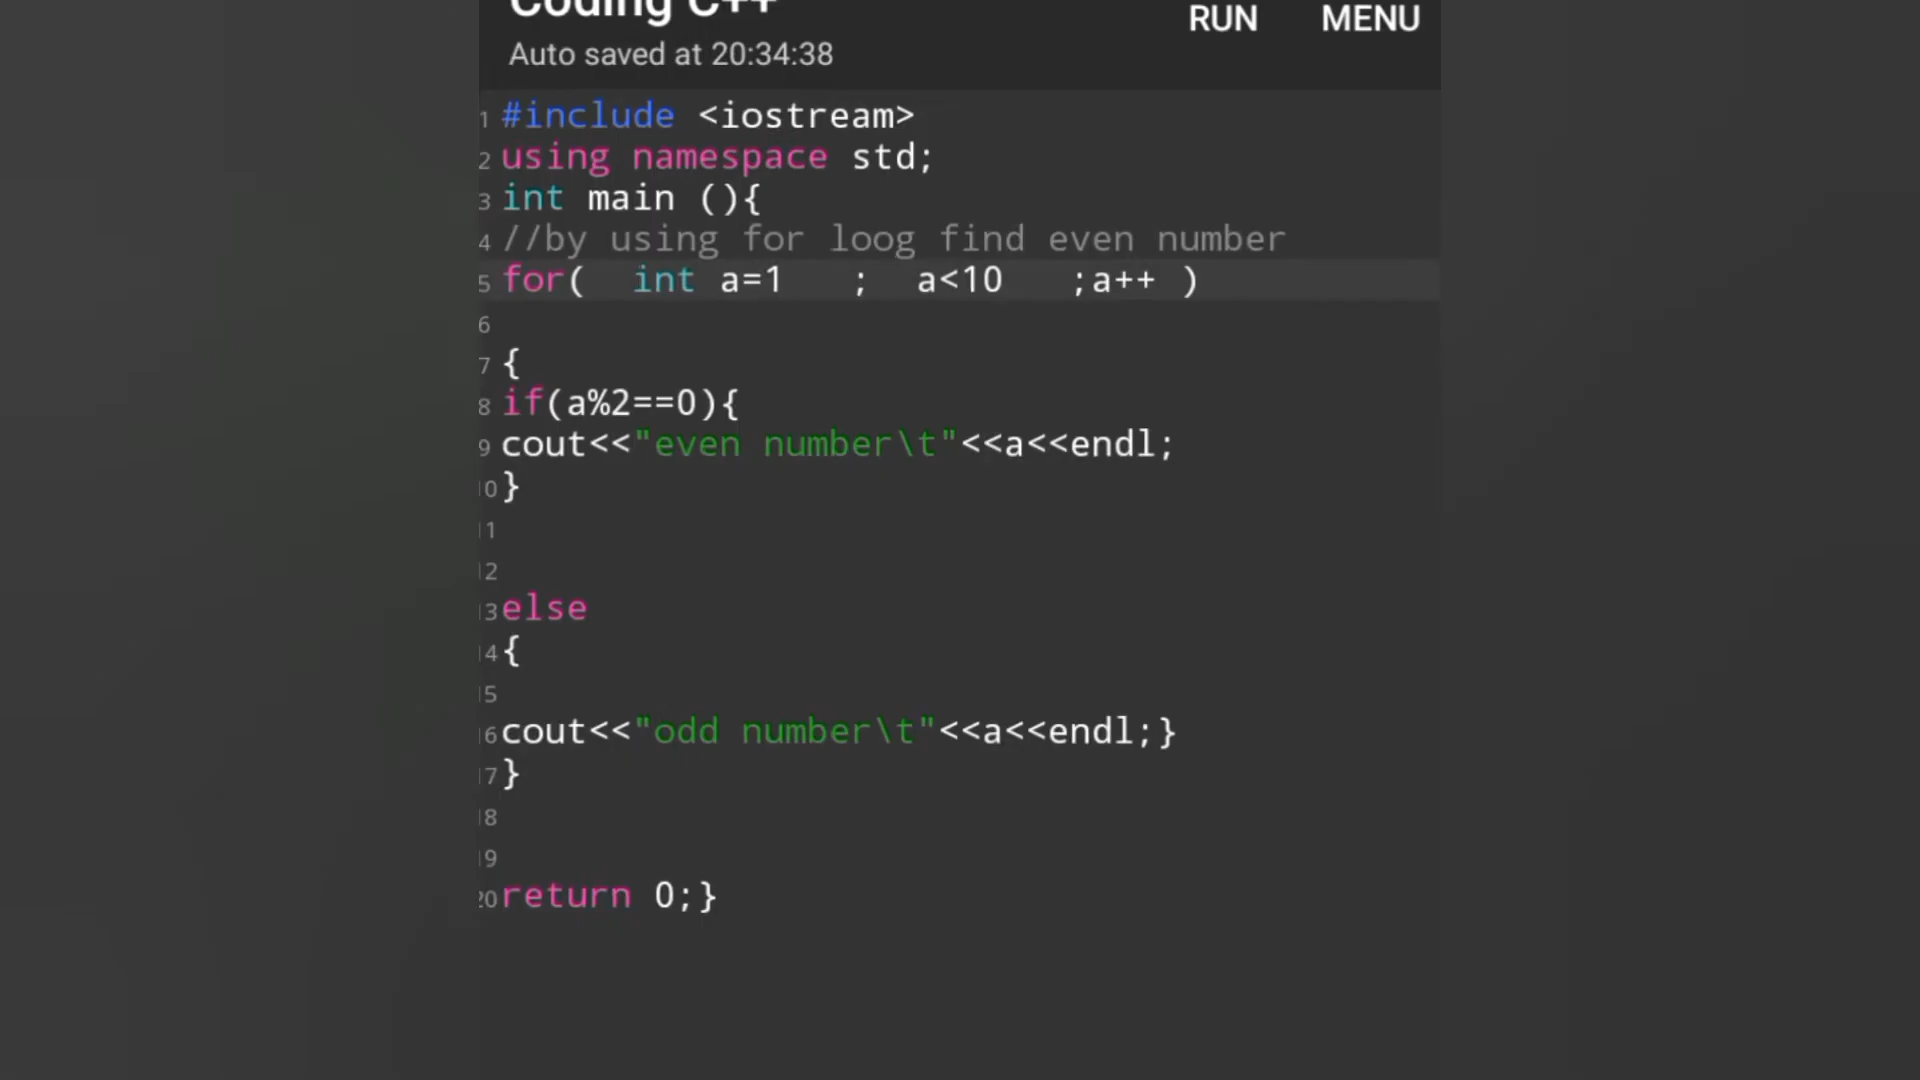 Coding C++
RUN MENU
Auto saved at 20:34:38
1 #include <iostream>
2 using namespace std;
3 int main (){
4 //by using for loog find even number
5 for(  int a=1   ;  a<10   ;a++ )
6
7 {
8 if(a%2==0){
9 cout<<"even number\t"<<a<<endl;
10 }
11
12
13 else
14 {
15
16 cout<<"odd number\t"<<a<<endl;}
17 }
18
19
20 return 0;}